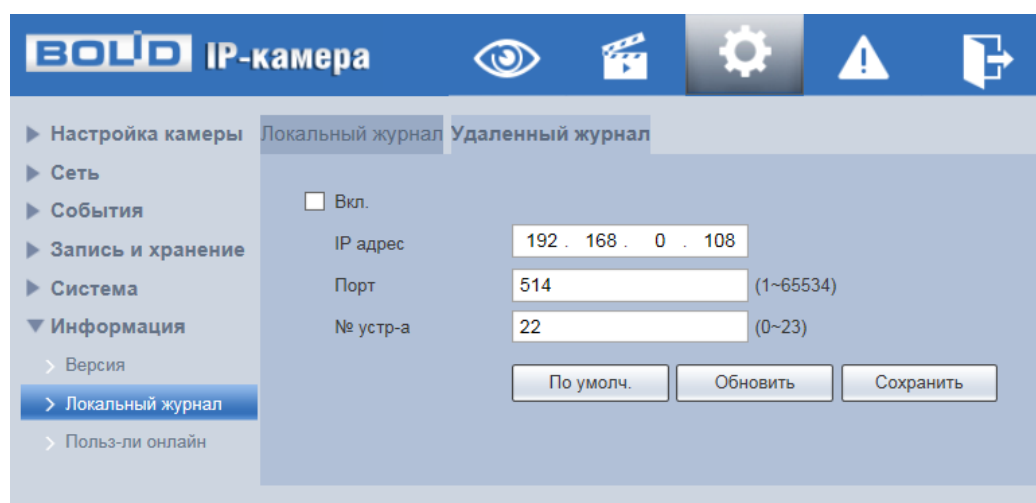 BOLID IP-камера
Настройка камеры
Сеть
События
Запись и хранение
Система
Информация
Версия
Локальный журнал
Польз-ли онлайн
Локальный журнал Удаленный журнал
Вкл.
IP адрес 192 . 168 . 0 . 108
Порт 514 (1~65534)
№ устр-а 22 (0~23)
По умолч. Обновить Сохранить